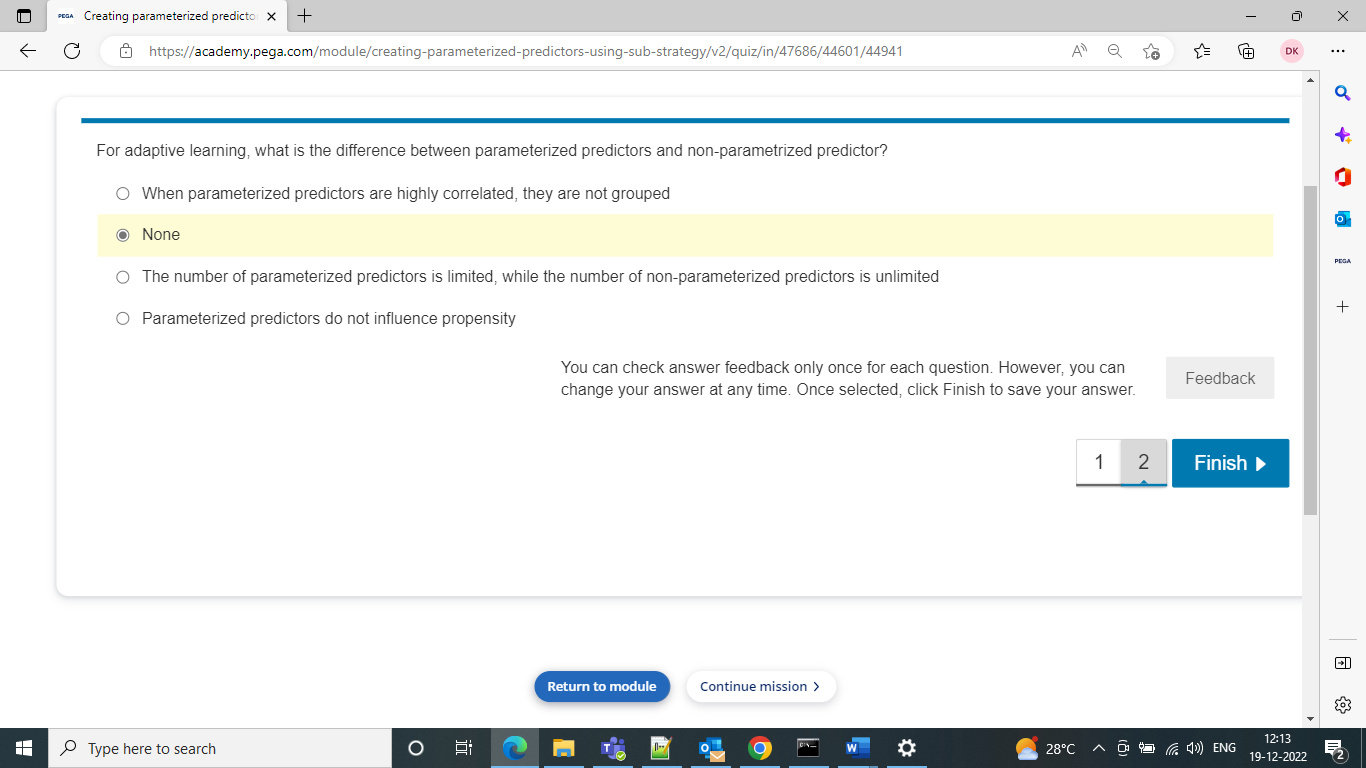 PEGA Creating parameterized predicto
https://academy.pega.com/module/creating-parameterized-predictors-using-sub-strategy/v2/quiz/in/47686/44601/44941
DK
For adaptive learning, what is the difference between parameterized predictors and non-parametrized predictor?
When parameterized predictors are highly correlated, they are not grouped
None
The number of parameterized predictors is limited, while the number of non-parameterized predictors is unlimited
Parameterized predictors do not influence propensity
You can check answer feedback only once for each question. However, you can
change your answer at any time. Once selected, click Finish to save your answer.
Feedback
1 2 Finish
Return to module Continue mission
PEGA
Type here to search
28°C
ENG
12:13
19-12-2022
2